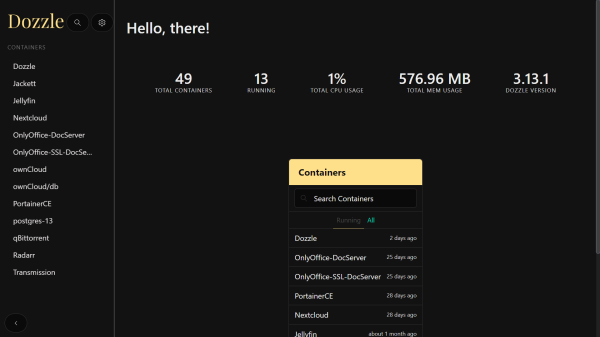 Dozzle
CONTAINERS
Dozzle
Jackett
Jellyfin
Nextcloud
OnlyOffice-DocServer
OnlyOffice-SSL-DocSe...
ownCloud
ownCloud/db
PortainerCE
postgres-13
qBittorrent
Radarr
Transmission
Hello, there!
49
TOTAL CONTAINERS
13
RUNNING
1%
TOTAL CPU USAGE
576.96 MB
TOTAL MEM USAGE
3.13.1
DOZZLE VERSION
Containers
Search Containers
Running All
Dozzle 2 days ago
OnlyOffice-DocServer 25 days ago
OnlyOffice-SSL-DocServer 25 days ago
PortainerCE 28 days ago
Nextcloud 28 days ago
Jellyfin about 1 month ago